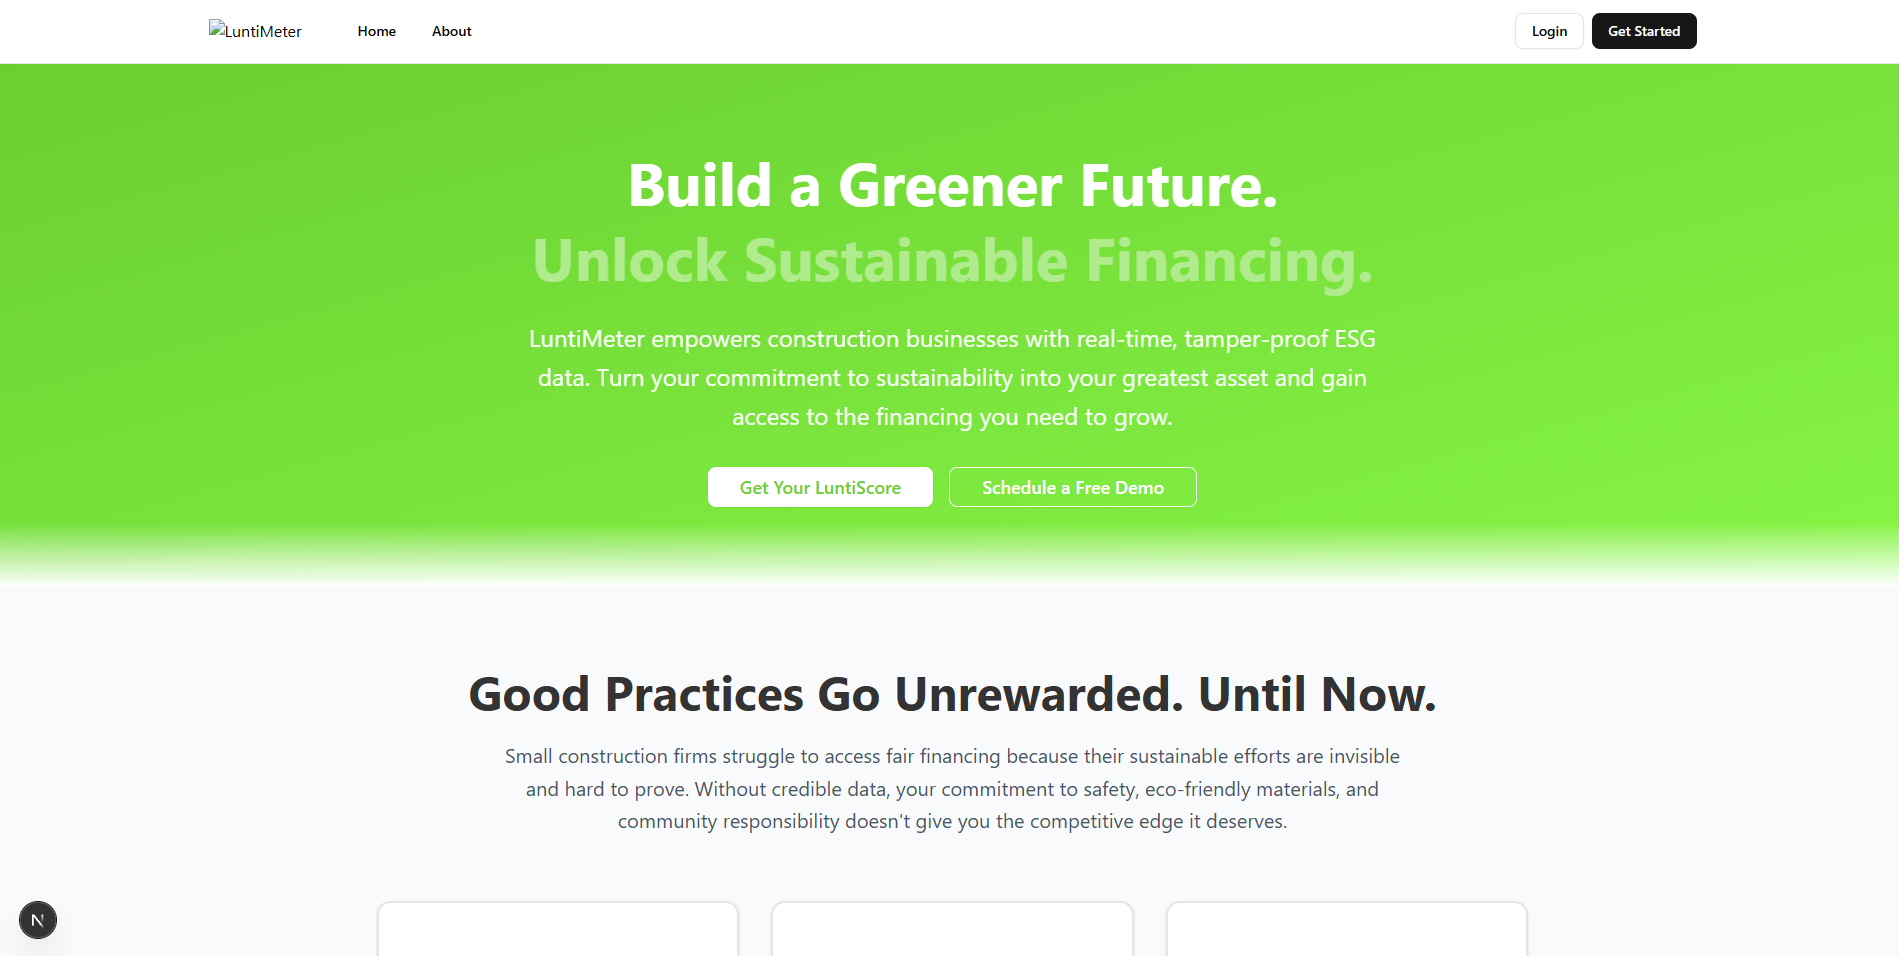 LuntiMeter
Home
About
Login
Get Started
Build a Greener Future.
Unlock Sustainable Financing.
LuntiMeter empowers construction businesses with real-time, tamper-proof ESG
data. Turn your commitment to sustainability into your greatest asset and gain
access to the financing you need to grow.
Get Your LuntiScore
Schedule a Free Demo
Good Practices Go Unrewarded. Until Now.
Small construction firms struggle to access fair financing because their sustainable efforts are invisible
and hard to prove. Without credible data, your commitment to safety, eco-friendly materials, and
community responsibility doesn't give you the competitive edge it deserves.
N